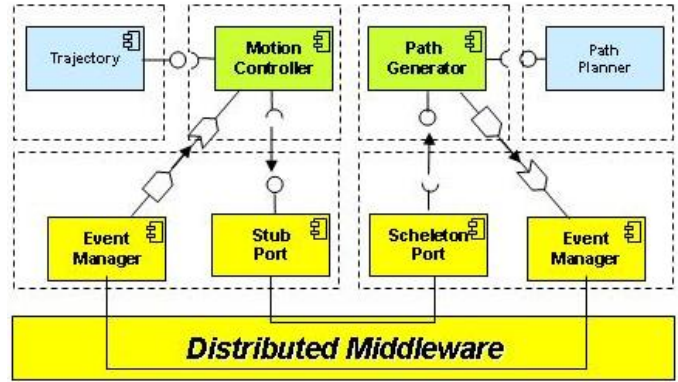 Trajectory
Motion
Controller
Path
Generator
Path
Planner
Event
Manager
Stub
Port
Scheleton
Port
Event
Manager
Distributed Middleware